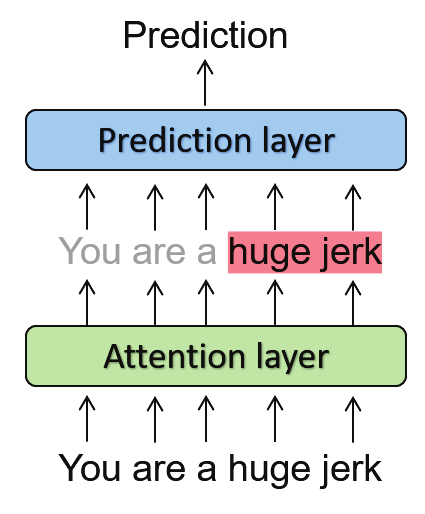 Prediction
Prediction layer
You are a huge jerk
Attention layer
You are a huge jerk